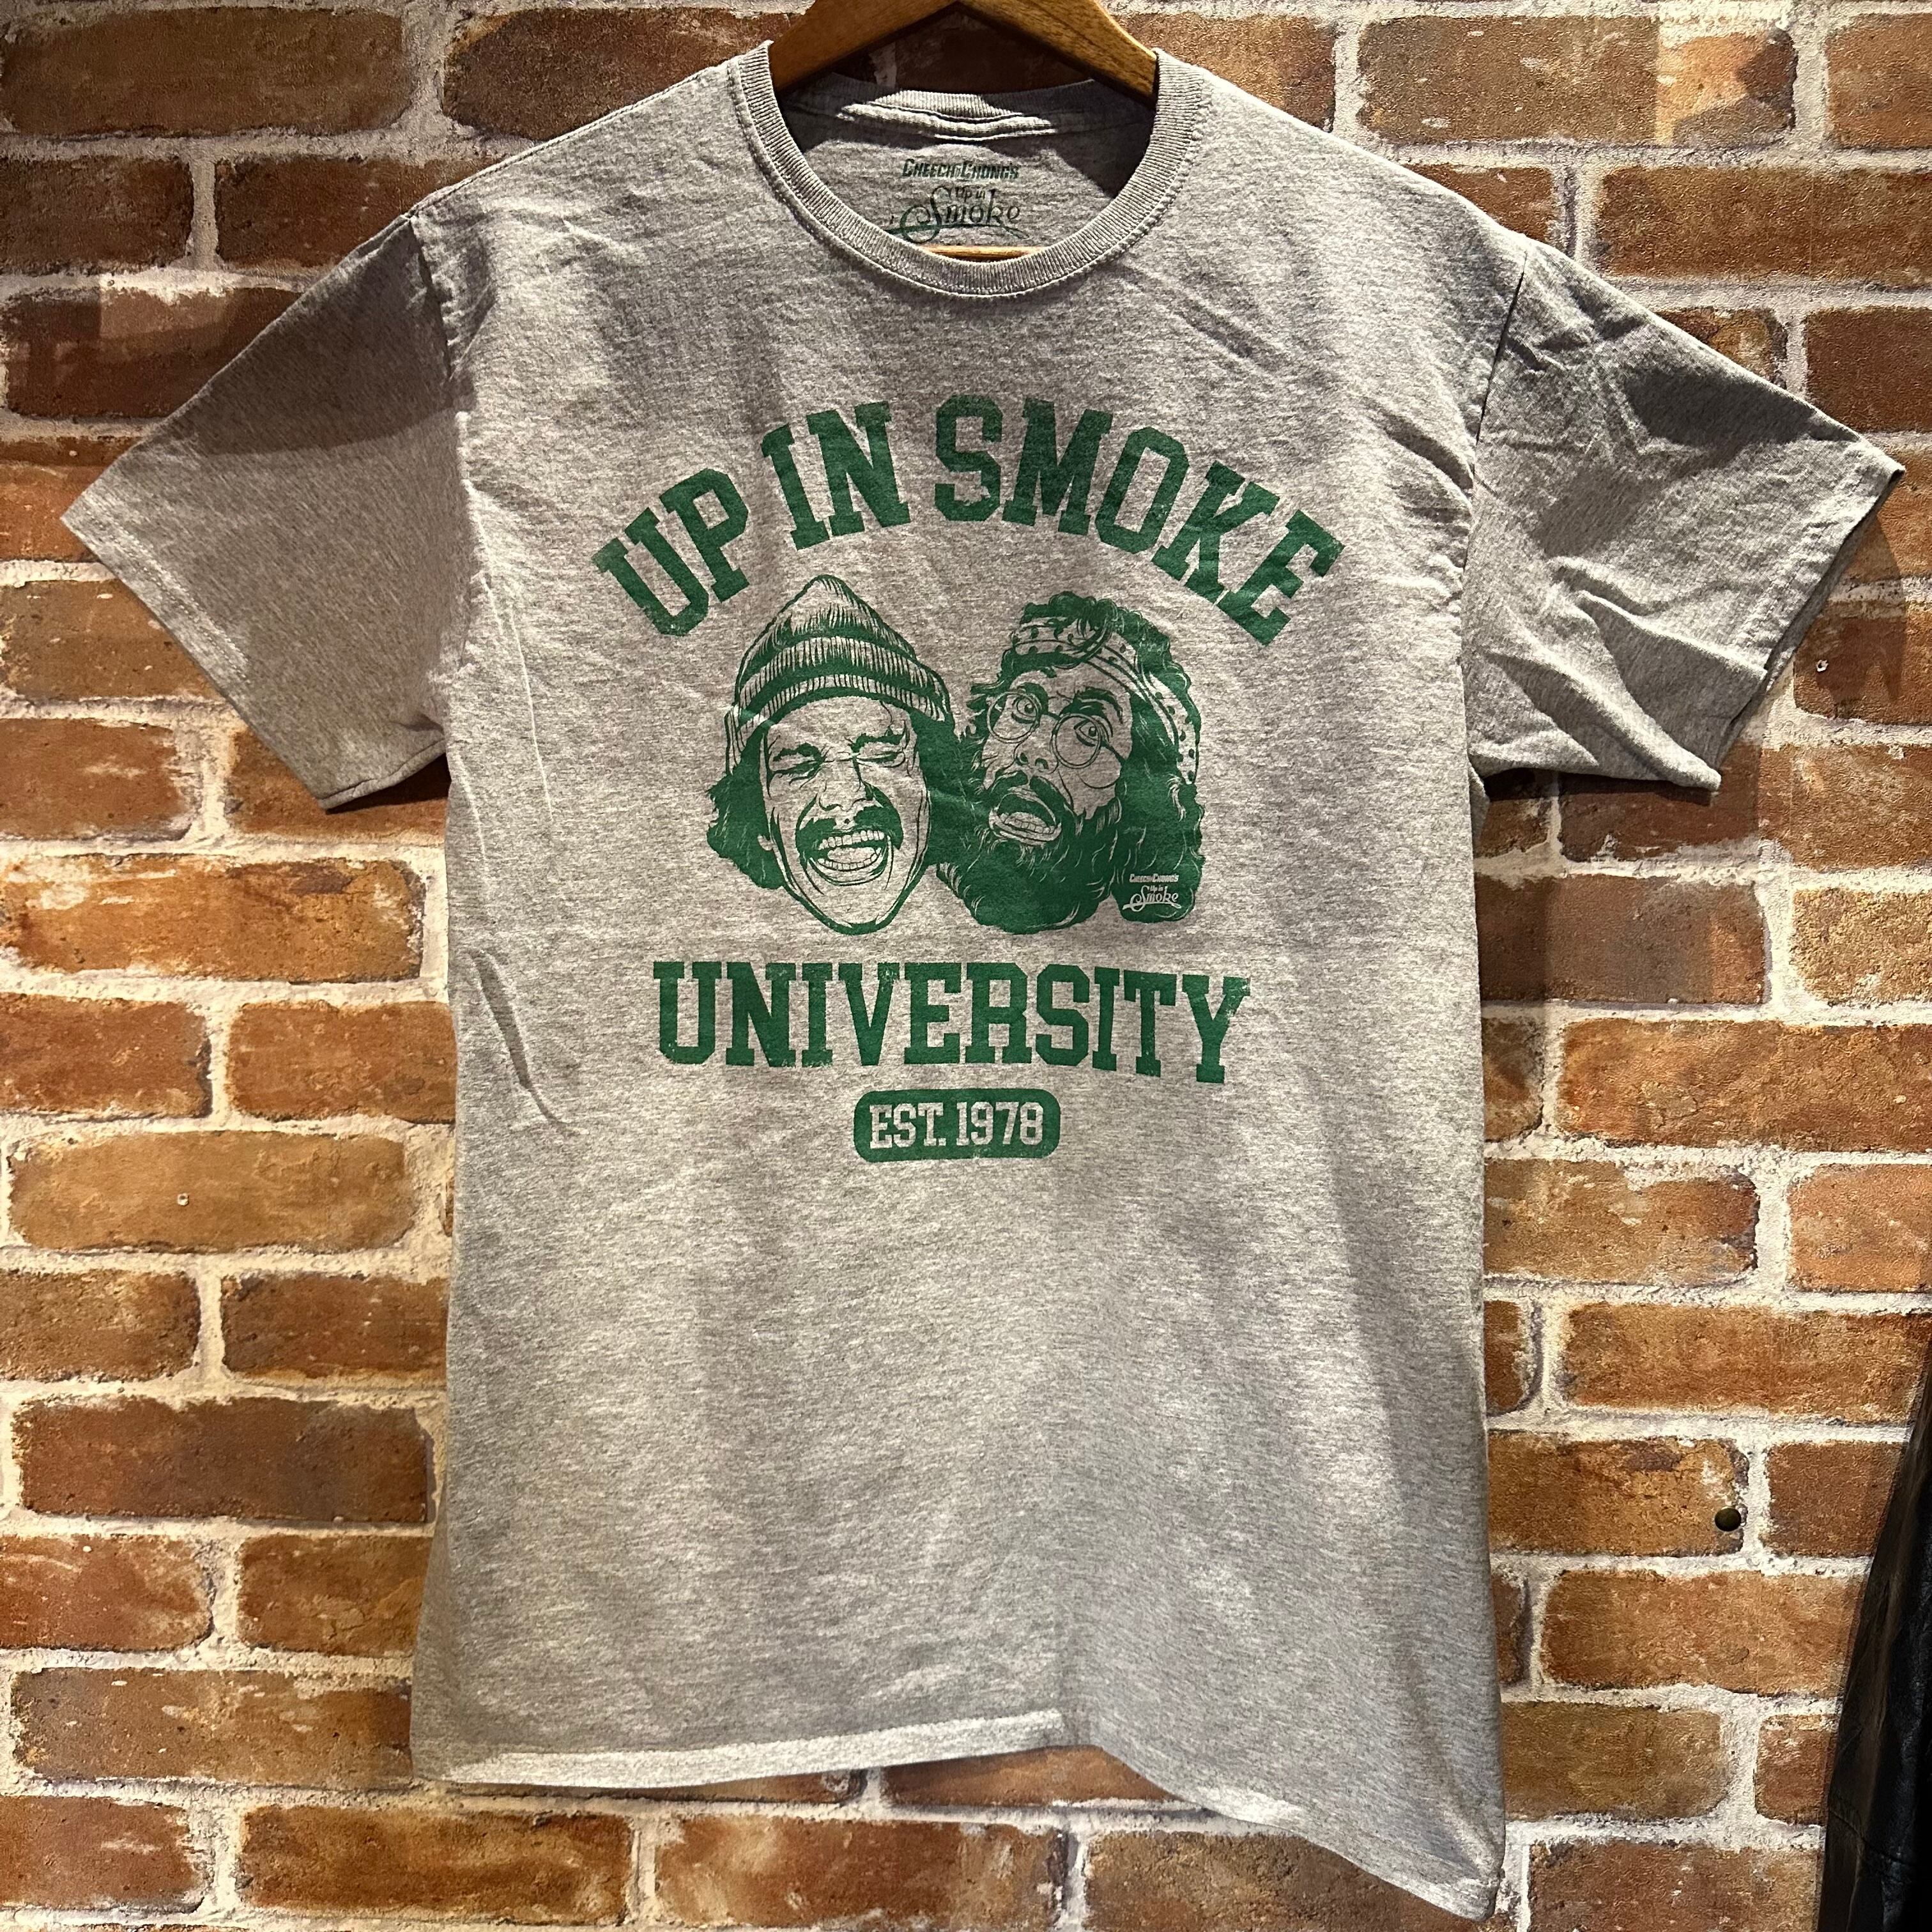 CHEECH & CHONG'S
Up in
Smoke
UP IN SMOKE
CHEECH & CHONG'S
Up in
Smoke
UNIVERSITY
EST. 1978